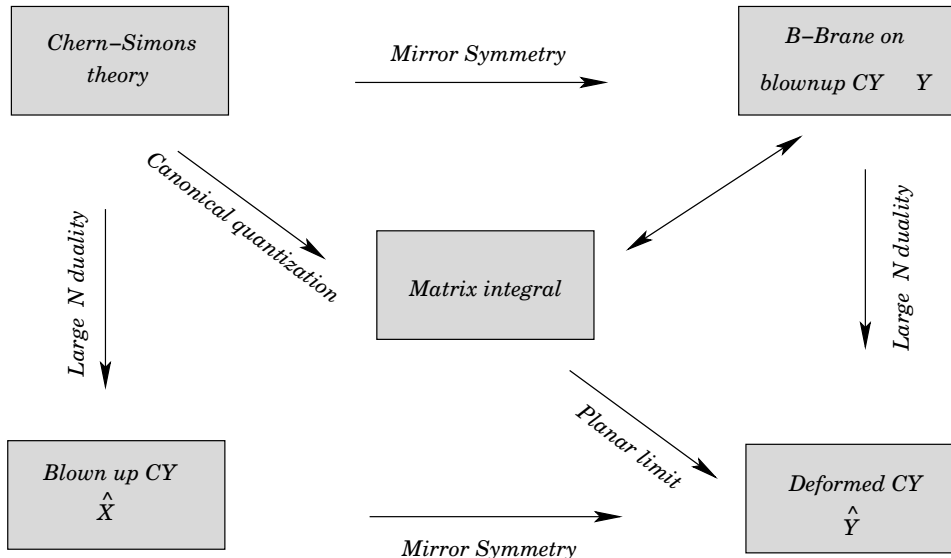 Chern–Simons
theory
Mirror Symmetry
B–Brane on
blownup CY Y
Canonical quantization
Large N duality
Matrix integral
Large N duality
Planar limit
Blown up CY
X̂
Mirror Symmetry
Deformed CY
Ŷ